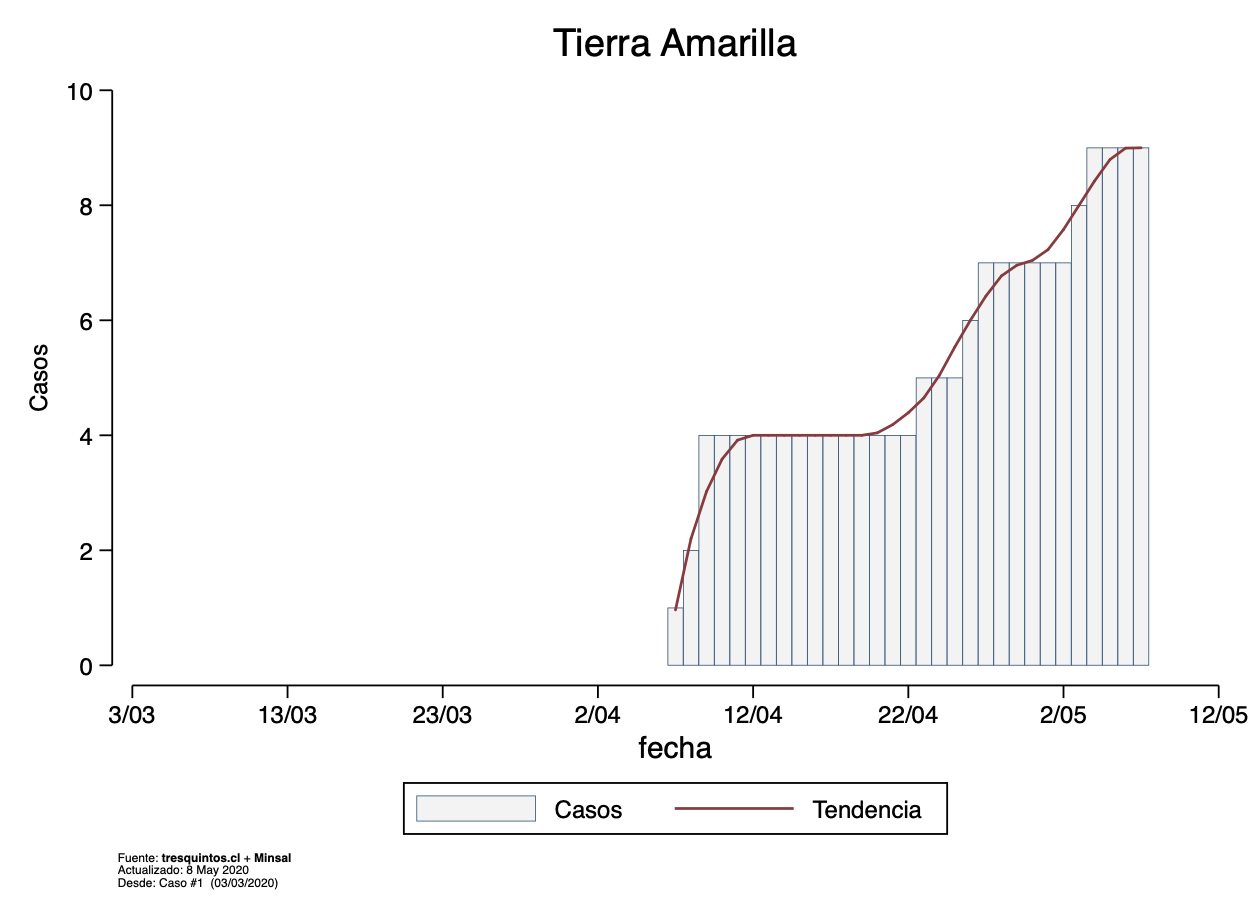 Tierra Amarilla
10
8
6
4
2
0
Casos
3/03 13/03 23/03 2/04 12/04 22/04 2/05 12/05
fecha
Casos Tendencia
Fuente: tresquintos.cl + Minsal
Actualizado: 8 May 2020
Desde: Caso #1 (03/03/2020)